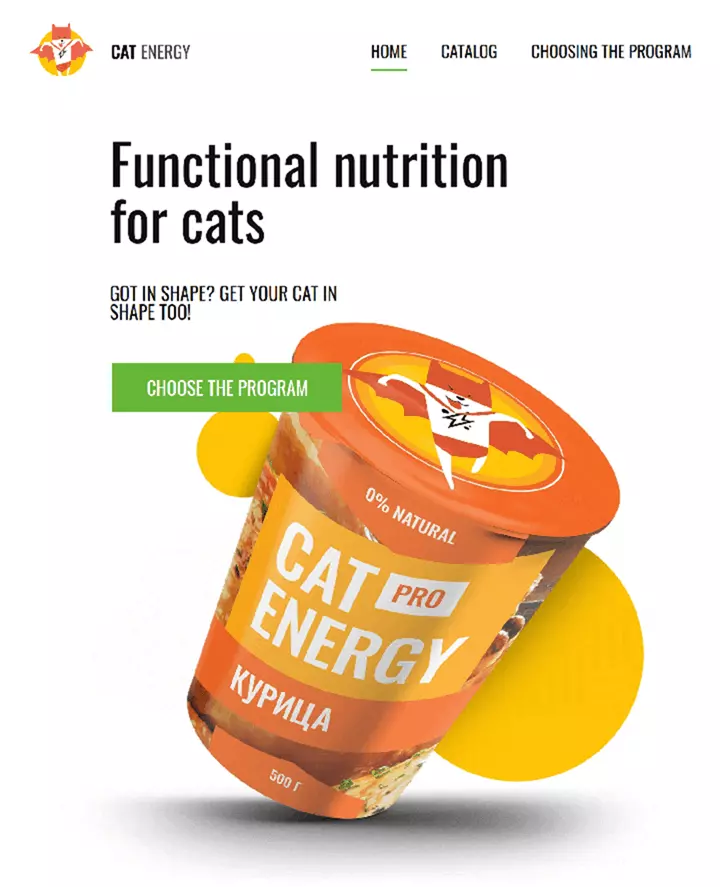 CAT ENERGY
HOME
CATALOG
CHOOSING THE PROGRAM
Functional nutrition
for cats
GOT IN SHAPE? GET YOUR CAT IN
SHAPE TOO!
CHOOSE THE PROGRAM
0% NATURAL
CAT PRO
ENERGY
КУРИЦА
500 Г